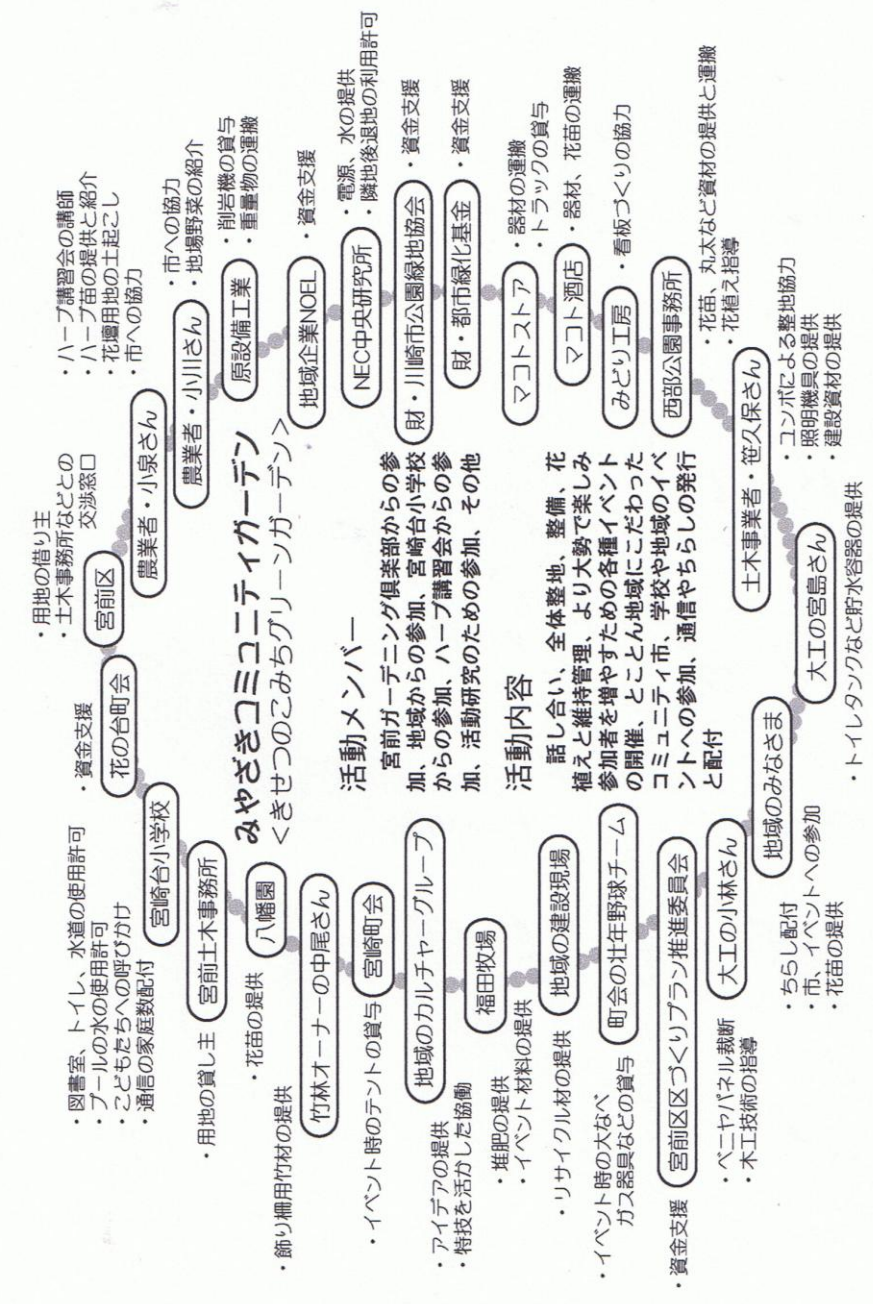 ・用地の借り主
・土木事務所などとの
交渉窓口
宮前区
・ハーブ講習会の講師
・ハーブ苗の提供と紹介
・花壇用地の土起こし
・市への協力
農業者・小泉さん
・市への協力
・地場野菜の紹介
農業者・小川さん
・削岩機の貸与
・重量物の運搬
原設備工業
・資金支援
地域企業NOEL
・電源、水の提供
・隣地後退地の利用許可
NEC中央研究所
・資金支援
財・川崎市公園緑地協会
・資金支援
財・都市緑化基金
・器材の運搬
・トラックの貸与
マコトストア
・器材、花苗の運搬
マコト酒店
・看板づくりの協力
みどり工房
・花苗、丸太など資材の提供と運搬
・花植え指導
西部公園事務所
・ユンボによる整地協力
・照明機具の提供
・建設資材の提供
土木事業者・笹久保さん
・トイレタンクなど貯水容器の提供
大工の宮島さん
・資金支援
花の台町会
・図書室、トイレ、水道の使用許可
・プールの水の使用許可
・こどもたちへの呼びかけ
・通信の家庭数配付
宮崎台小学校
・用地の貸し主
宮前土木事務所
・花苗の提供
八幡園
・飾り柵用竹材の提供
竹林オーナーの中尾さん
・イベント時のテントの貸与
宮崎町会
・アイデアの提供
・特技を活かした協働
地域のカルチャーグループ
・堆肥の提供
・イベント材料の提供
福田牧場
・リサイクル材の提供
地域の建設現場
・イベント時の大なべ
ガス器具などの貸与
町会の壮年野球チーム
・資金支援
宮前区区づくりプラン推進委員会
・ベニヤパネル裁断
・木工技術の指導
大工の小林さん
・ちらし配付
・市、イベントへの参加
・花苗の提供
地域のみなさま
みやざきコミュニティガーデン
<きせつのこみちグリーンガーデン>
活動メンバー
宮前ガーデニング倶楽部からの参
加、地域からの参加、宮崎台小学校
からの参加、ハーブ講習会からの参
加、活動研究のための参加、その他
活動内容
話し合い、全体整地、整備、花
植えと維持管理、より大勢で楽しみ
参加者を増やすための各種イベント
の開催、とことん地域にこだわった
コミュニティ市、学校や地域のイベ
ントへの参加、通信やちらしの発行
と配付